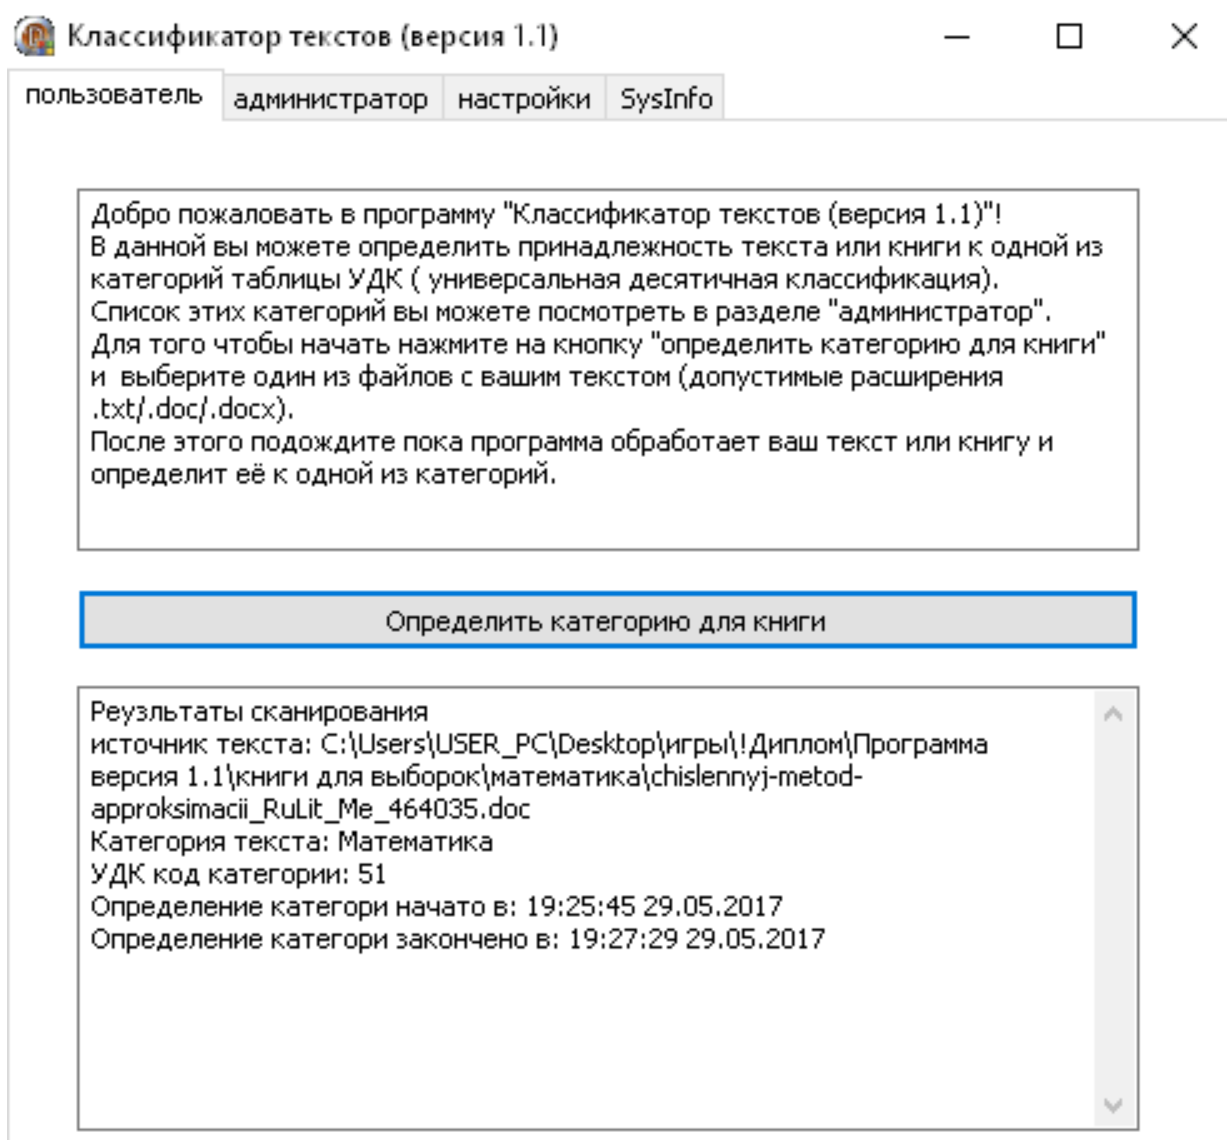 Классификатор текстов (версия 1.1)
пользователь администратор настройки SysInfo
Добро пожаловать в программу "Классификатор текстов (версия 1.1)"!
В данной вы можете определить принадлежность текста или книги к одной из
категорий таблицы УДК ( универсальная десятичная классификация).
Список этих категорий вы можете посмотреть в разделе "администратор".
Для того чтобы начать нажмите на кнопку "определить категорию для книги"
и  выберите один из файлов с вашим текстом (допустимые расширения
.txt/.doc/.docx).
После этого подождите пока программа обработает ваш текст или книгу и
определит её к одной из категорий.
Определить категорию для книги
Реузльтаты сканирования
источник текста: C:\Users\USER_PC\Desktop\игры\!Диплом\Программа
версия 1.1\книги для выборок\математика\chislennyj-metod-
approksimacii_RuLit_Me_464035.doc
Категория текста: Математика
УДК код категории: 51
Определение категори начато в: 19:25:45 29.05.2017
Определение категори закончено в: 19:27:29 29.05.2017